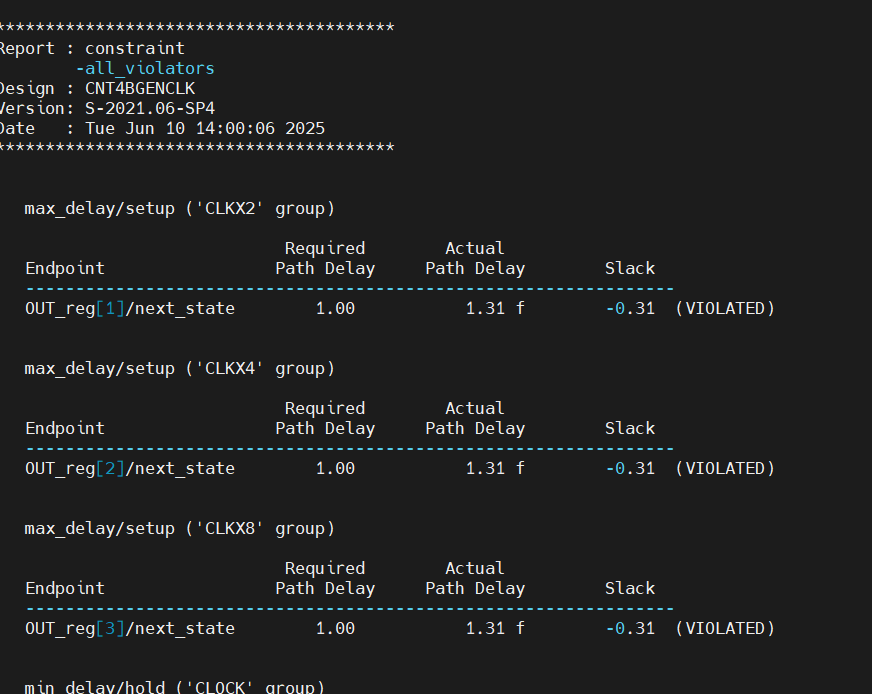 ****************************************
Report : constraint
        -all_violators
Design : CNT4BGENCLK
Version: S-2021.06-SP4
Date   : Tue Jun 10 14:00:06 2025
****************************************
max_delay/setup ('CLKX2' group)
Required Actual
Endpoint Path Delay Path Delay Slack
-----------------------------------------------------------------
OUT_reg[1]/next_state 1.00 1.31 f -0.31 (VIOLATED)
max_delay/setup ('CLKX4' group)
Required Actual
Endpoint Path Delay Path Delay Slack
-----------------------------------------------------------------
OUT_reg[2]/next_state 1.00 1.31 f -0.31 (VIOLATED)
max_delay/setup ('CLKX8' group)
Required Actual
Endpoint Path Delay Path Delay Slack
-----------------------------------------------------------------
OUT_reg[3]/next_state 1.00 1.31 f -0.31 (VIOLATED)
min_delay/hold ('CLOCK' group)